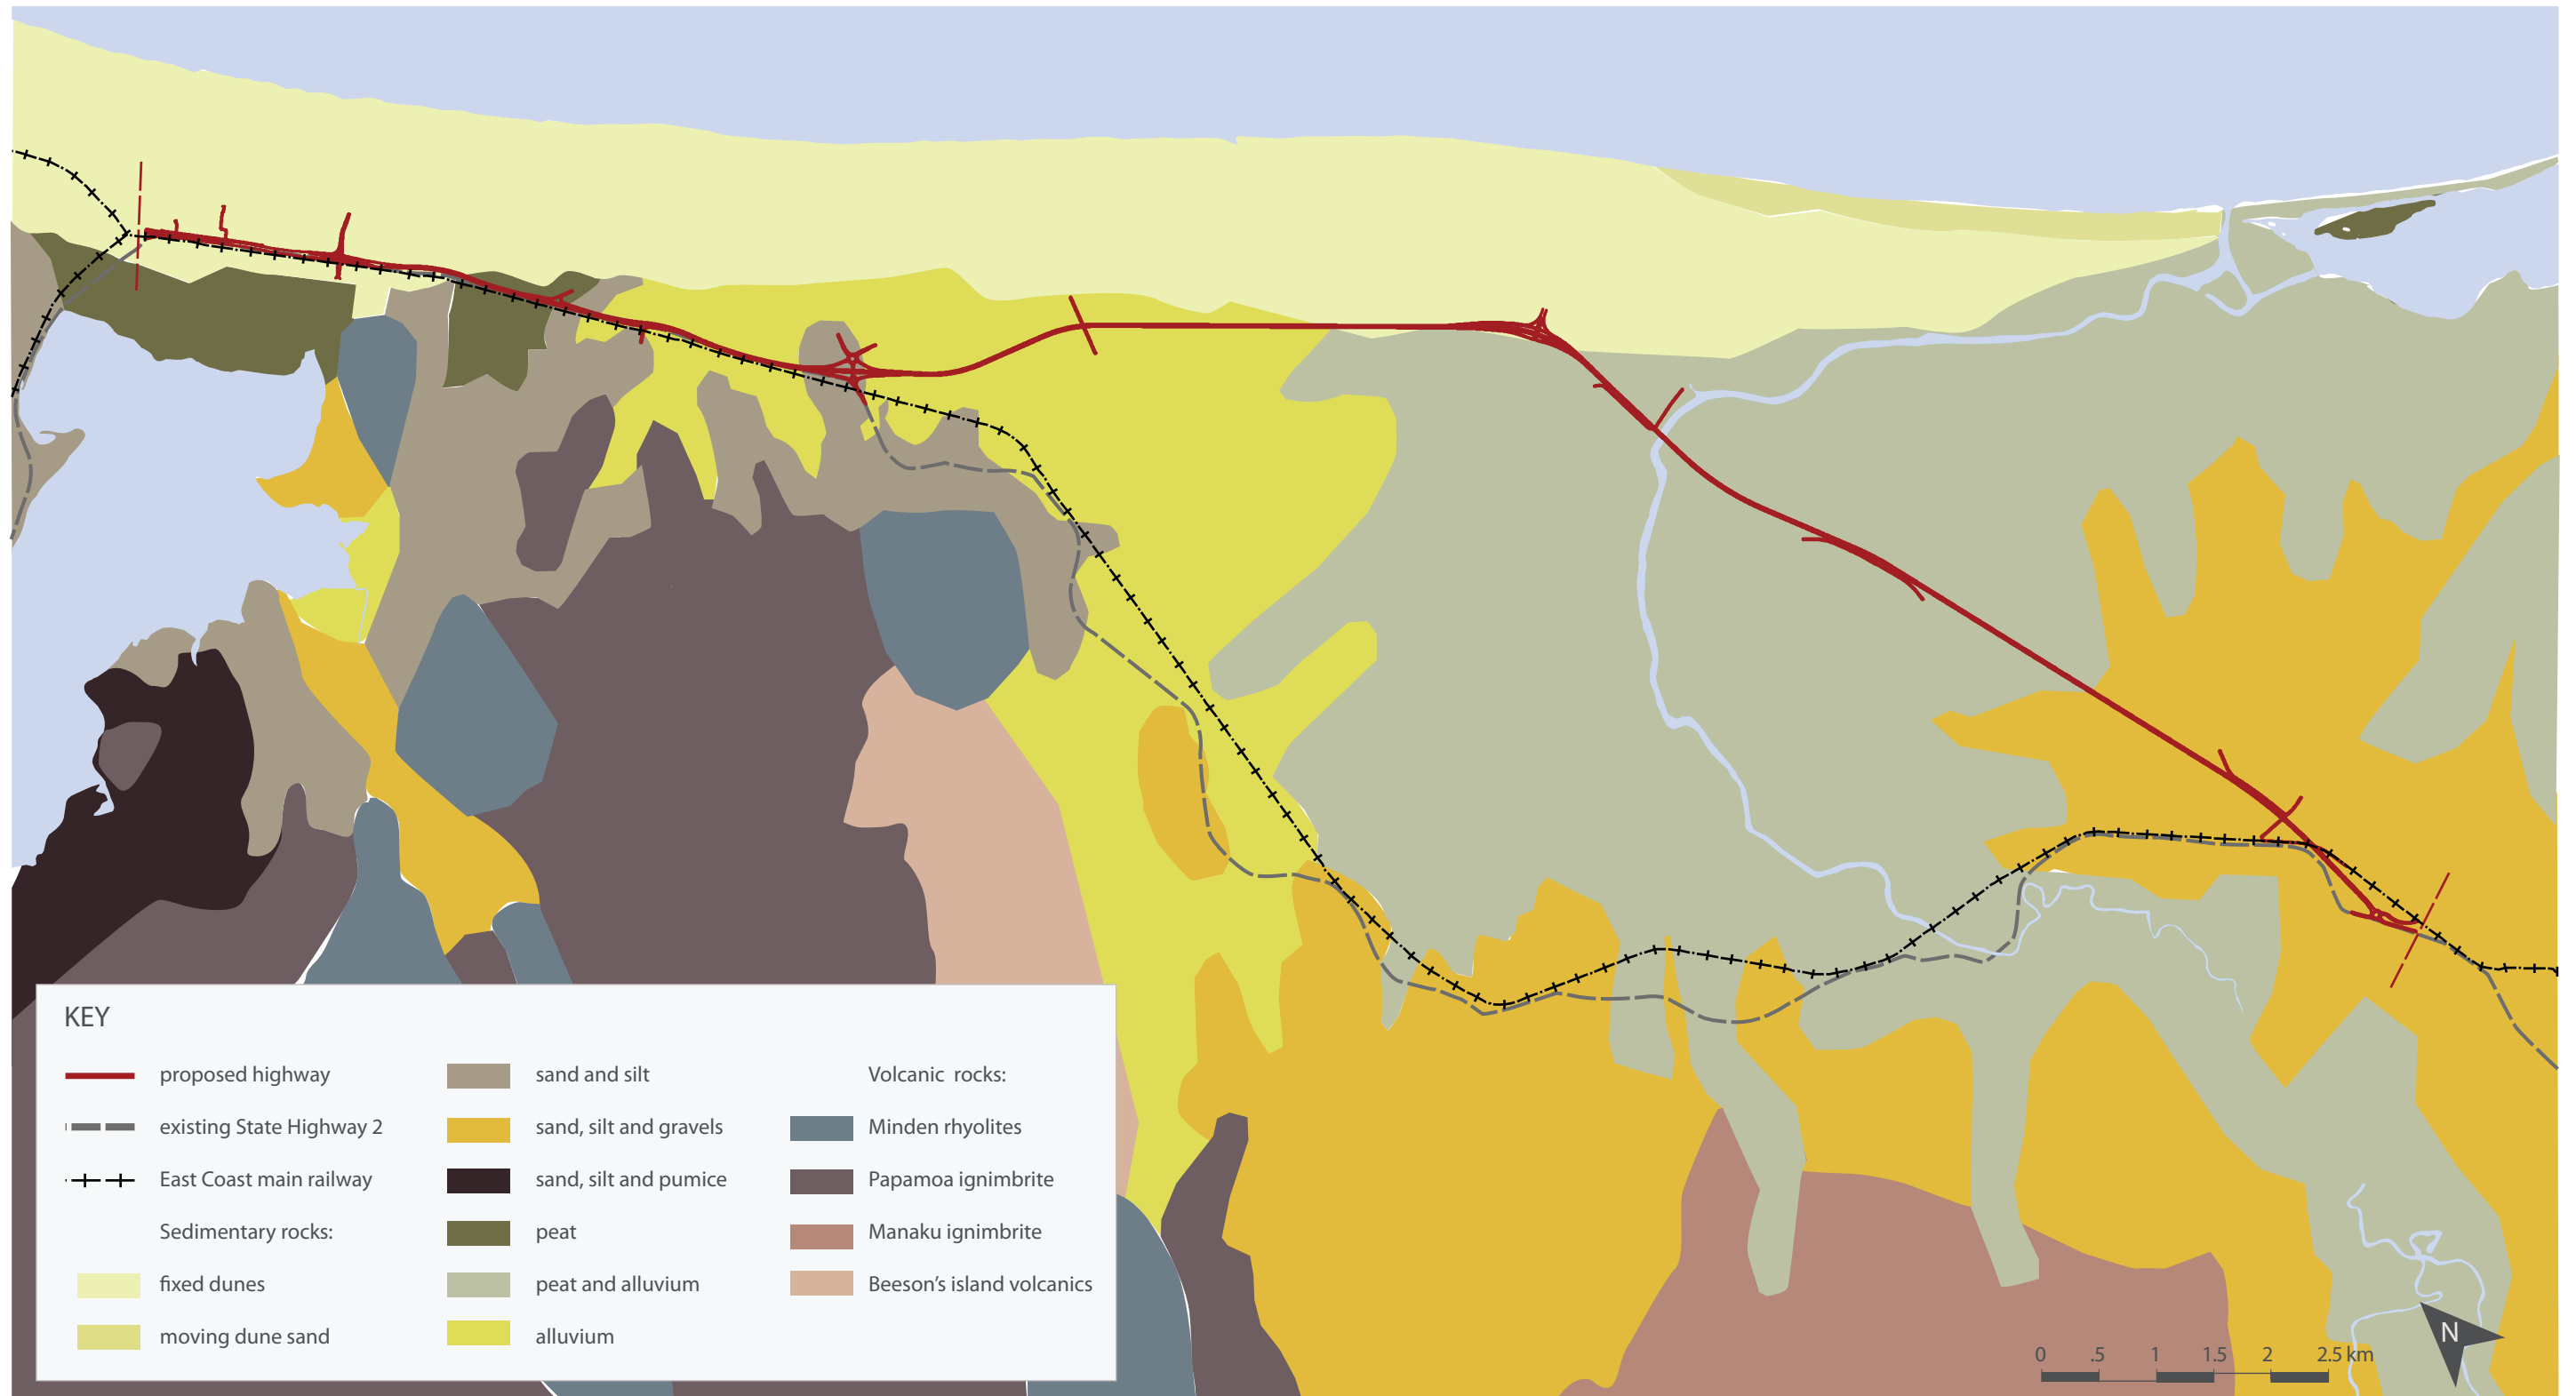 KEY
proposed highway
existing State Highway 2
East Coast main railway
Sedimentary rocks:
fixed dunes
moving dune sand
sand and silt
sand, silt and gravels
sand, silt and pumice
peat
peat and alluvium
alluvium
Volcanic rocks:
Minden rhyolites
Papamoa ignimbrite
Manaku ignimbrite
Beeson's island volcanics
N
0 .5 1 1.5 2 2.5 km